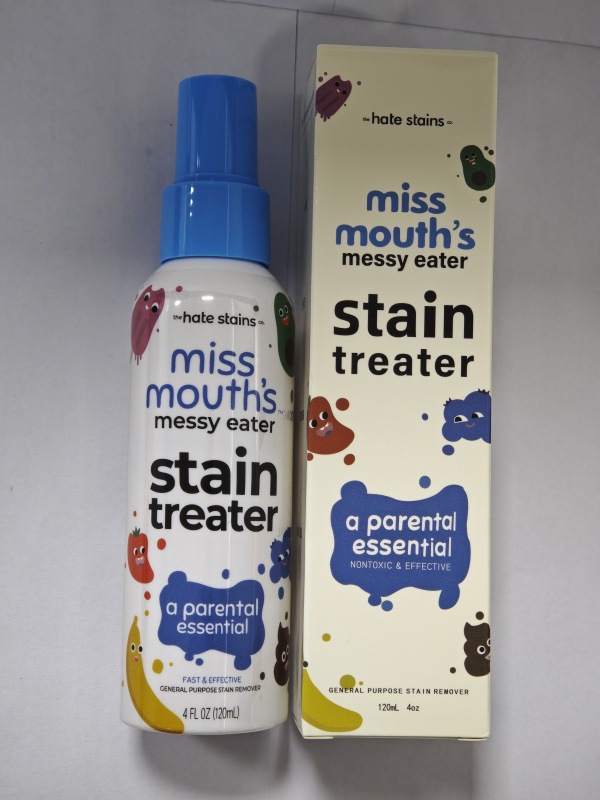 the hate stains co.
miss
mouth's
messy eater
stain
treater
a parental
essential
FAST & EFFECTIVE
GENERAL PURPOSE STAIN REMOVER
4 FL OZ (120mL)
the hate stains co.
miss
mouth's
messy eater
stain
treater
a parental
essential
NONTOXIC & EFFECTIVE
GENERAL PURPOSE STAIN REMOVER
120mL 4oz